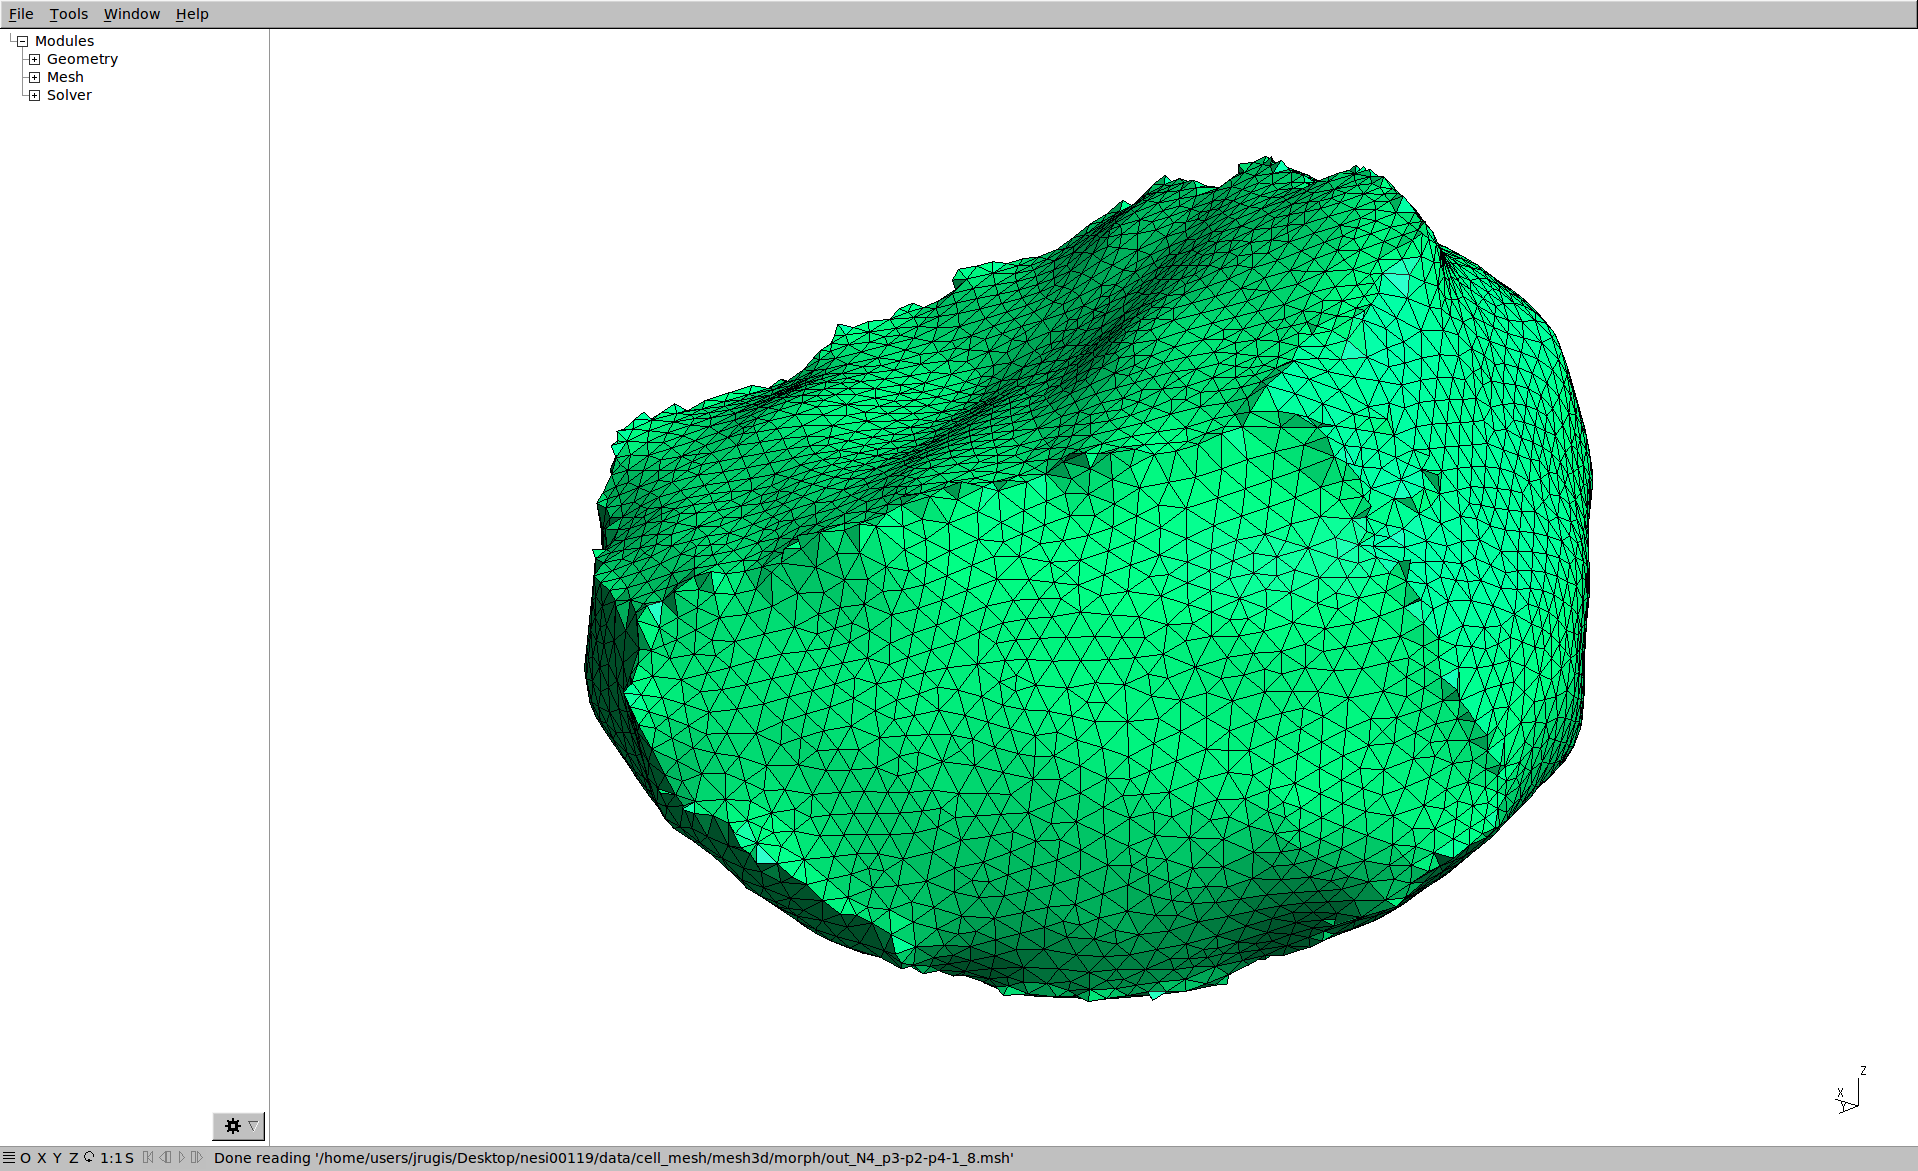 File Tools Window Help
Modules
Geometry
Mesh
Solver
Z
X
Y
O X Y Z 1:1 S Done reading '/home/users/jrugis/Desktop/nesi00119/data/cell_mesh/mesh3d/morph/out_N4_p3-p2-p4-1_8.msh'